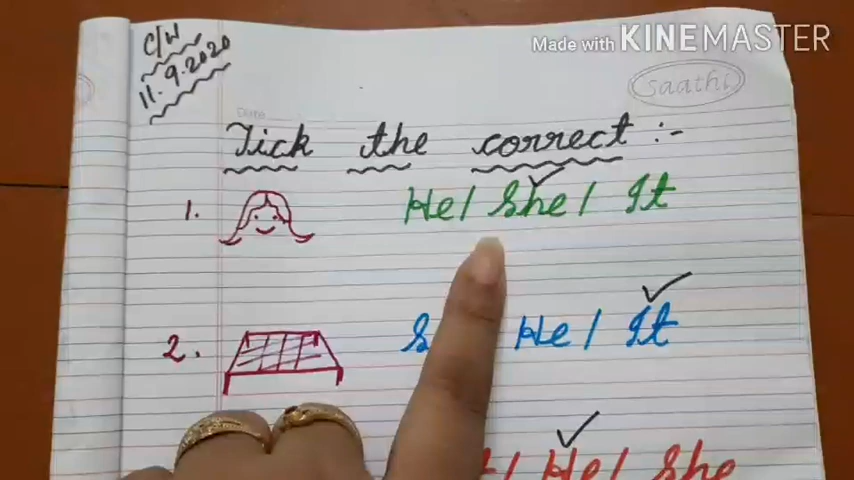 Made with KINEMASTER
C/W
11.9.2020
saathi
Date
Tick the correct :-
1. He / She / It
2. S He / It
/ He / She